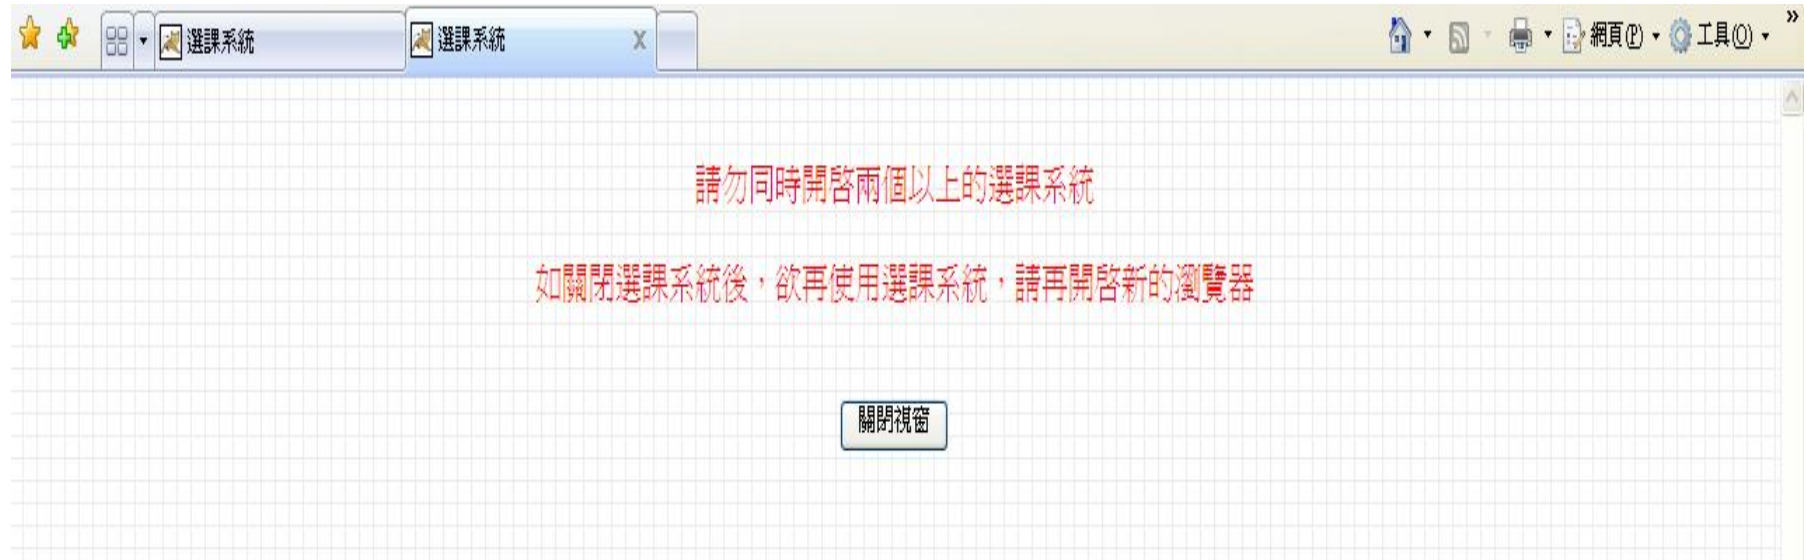 選課系統
選課系統
網頁(P)
工具(O)
請勿同時開啓兩個以上的選課系統
如關閉選課系統後，欲再使用選課系統，請再開啓新的瀏覽器
關閉視窗